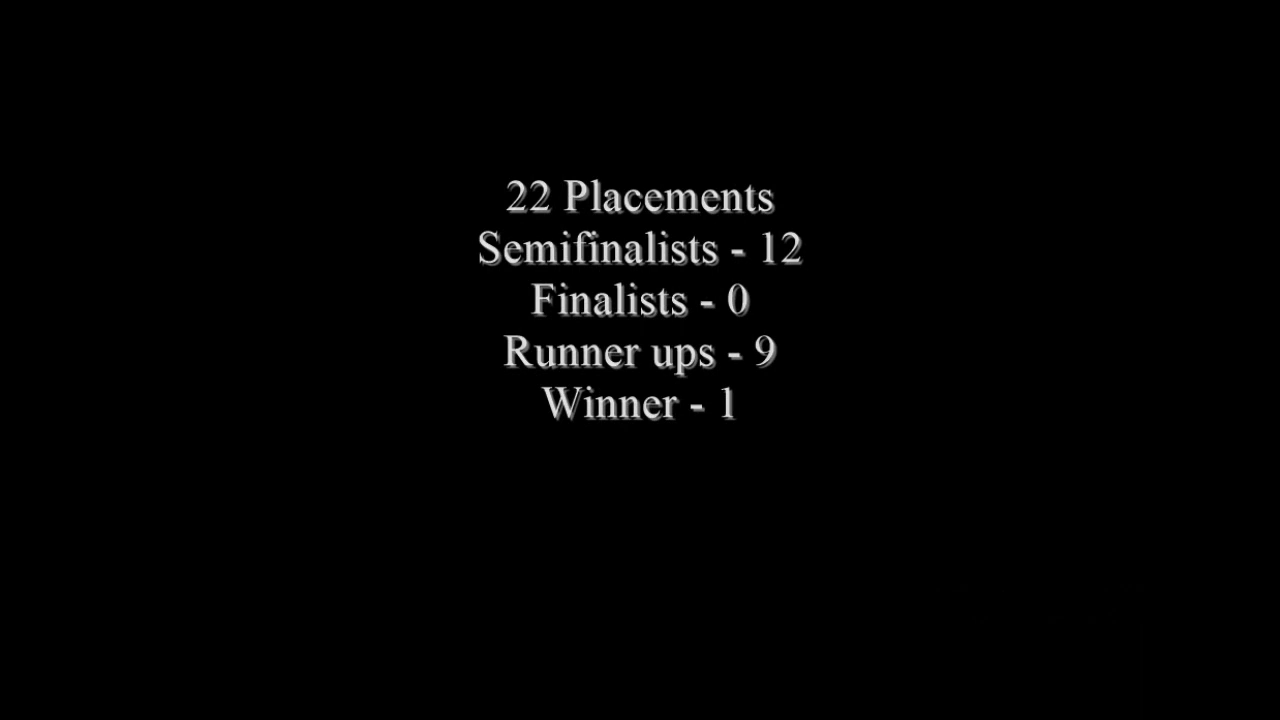 22 Placements
Semifinalists - 12
Finalists - 0
Runner ups - 9
Winner - 1